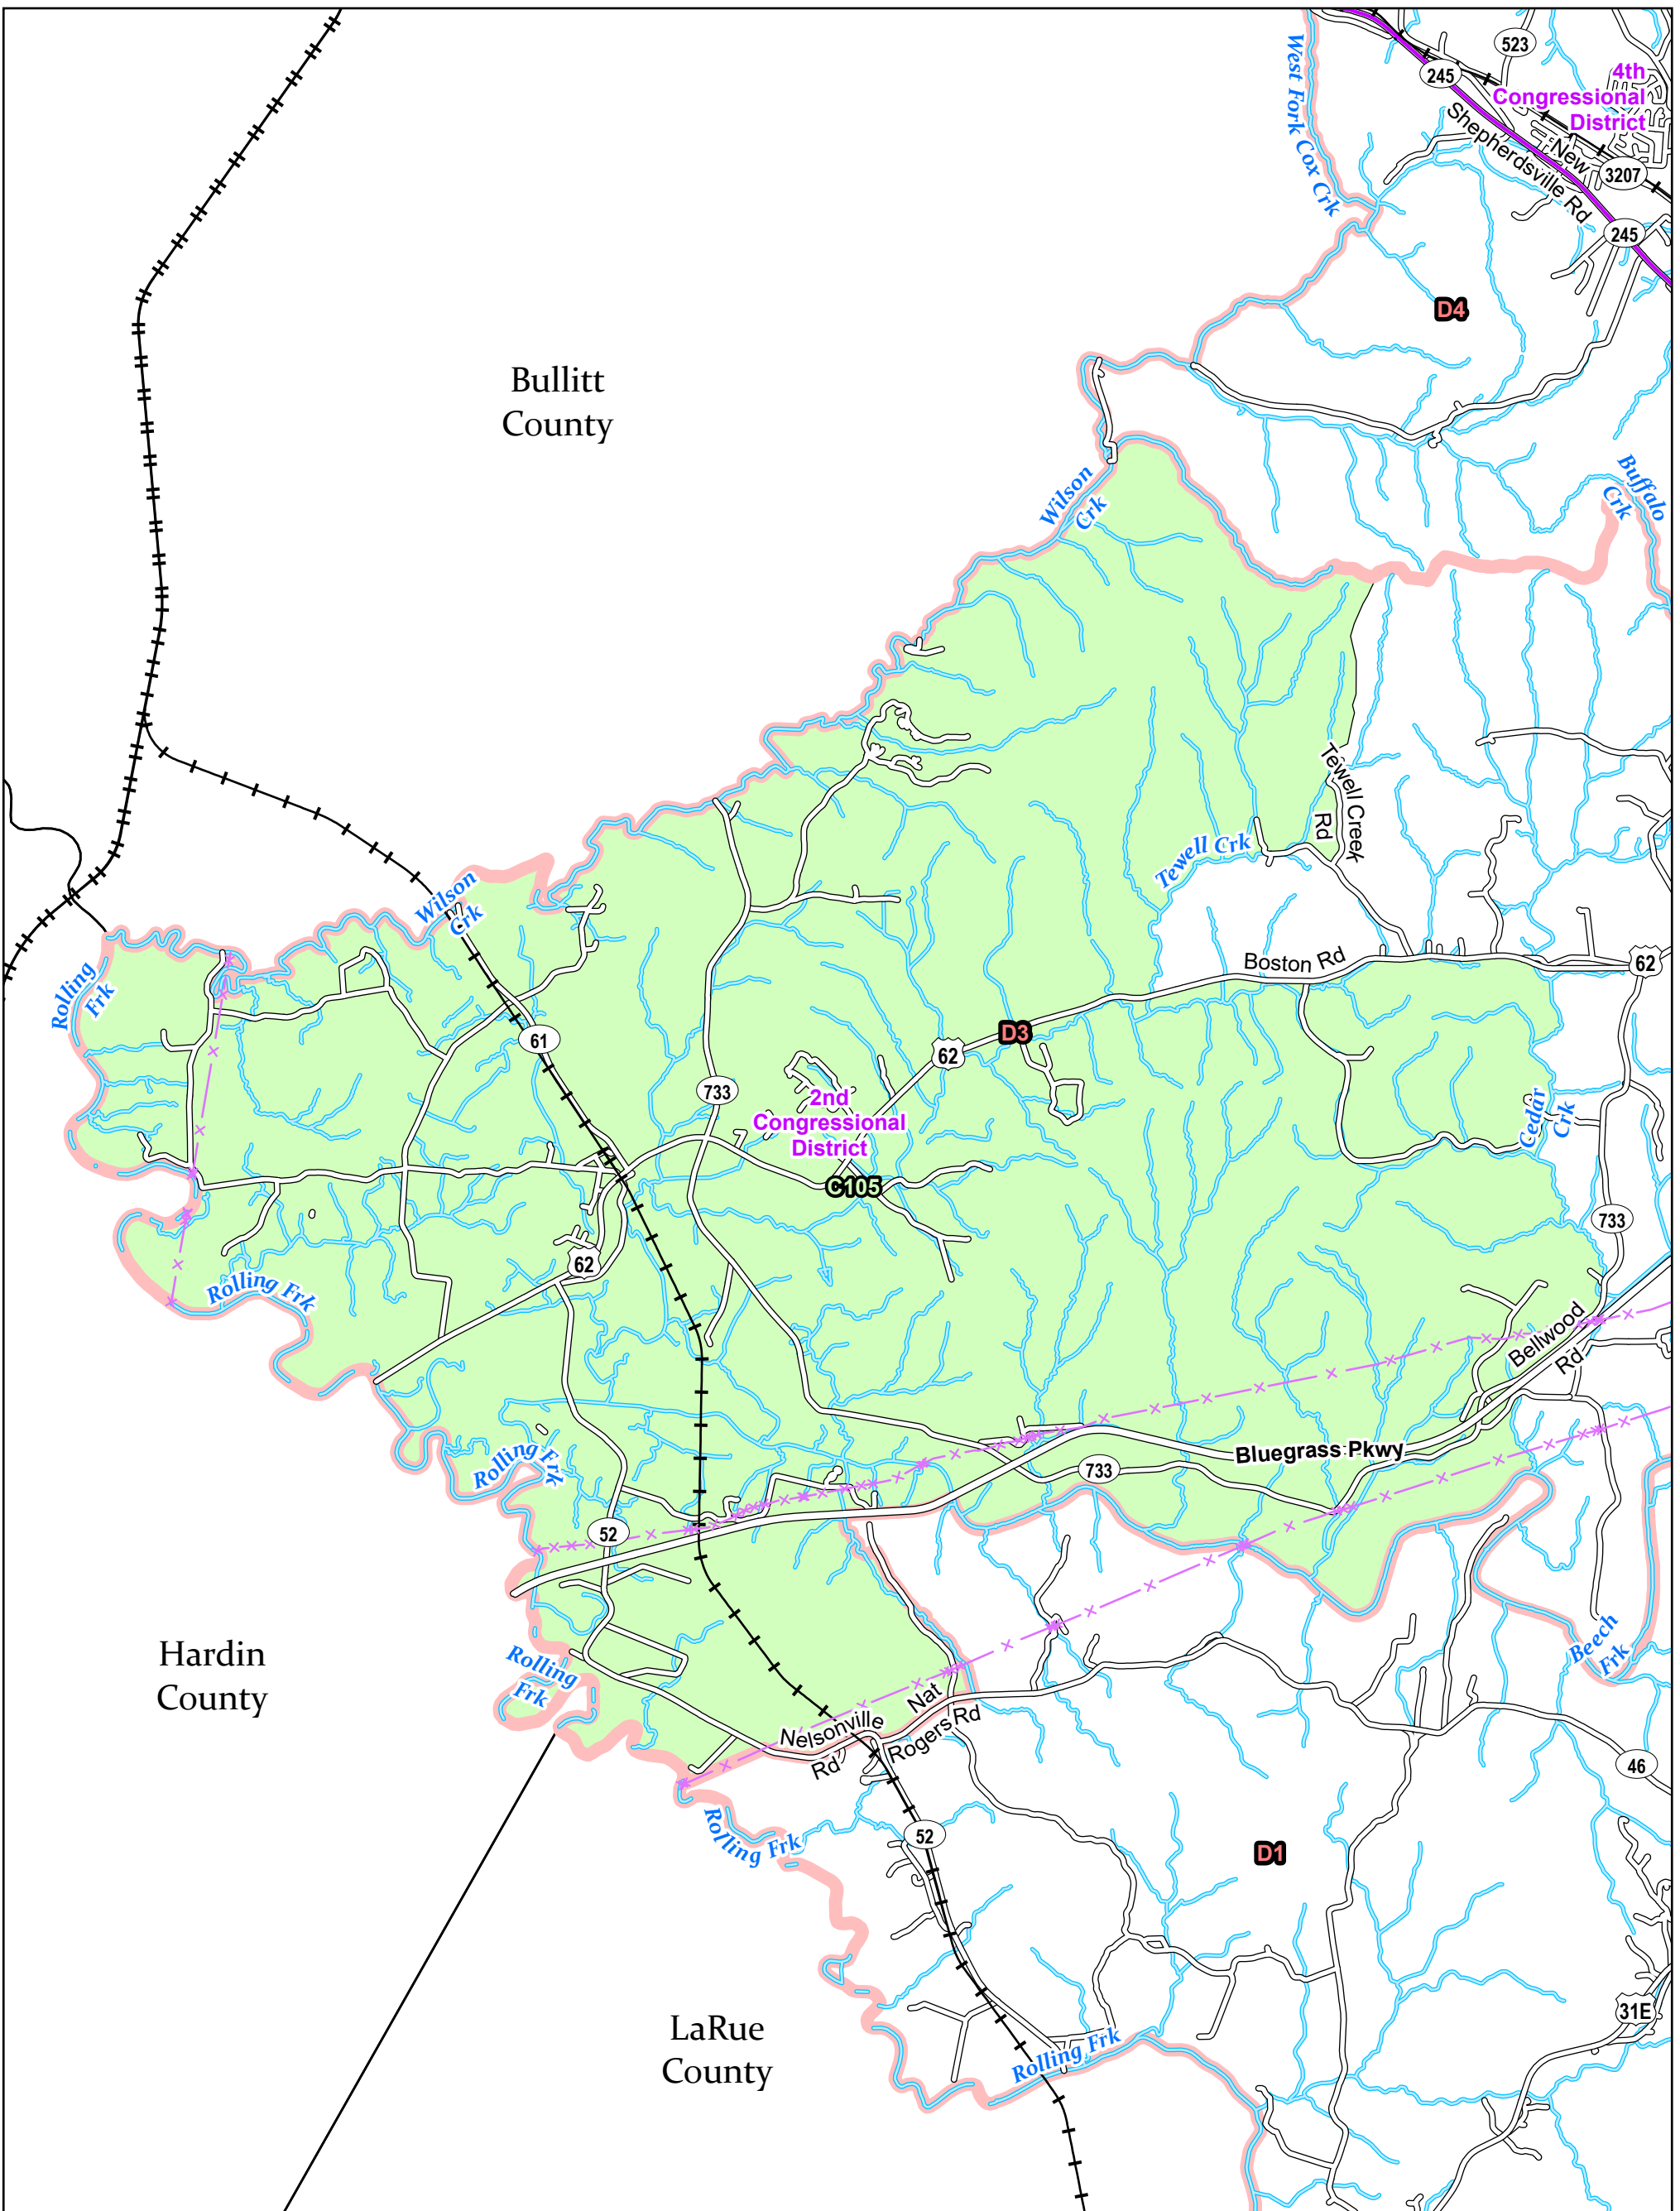 523
245
4th
Congressional
District
West Fork Cox Crk
New
Shepherdsville Rd
3207
245
D4
Bullitt
County
Wilson
Crk
Buffalo
Crk
Tewell Creek
Rd
Tewell Crk
Wilson
Crk
Boston Rd
62
Rolling
Frk
61
D3
62
733
2nd
Congressional
District
Cedar
Crk
C105
733
62
Rolling Frk
Bellwood
Rd
Bluegrass Pkwy
733
Rolling Frk
52
Hardin
County
Rolling
Frk
Beech
Frk
Nat
Rogers Rd
Nelsonville
Rd
46
Rolling Frk
52
D1
31E
LaRue
County
Rolling Frk